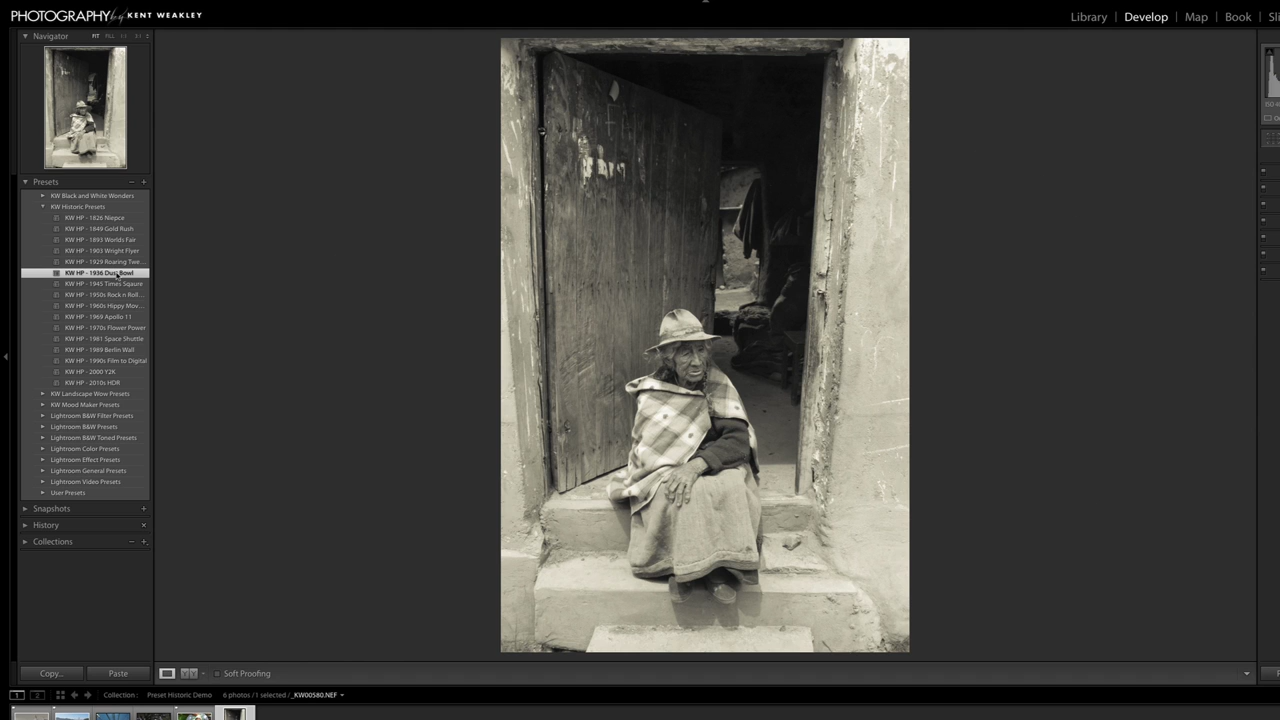 PHOTOGRAPHY by KENT WEAKLEY
Library | Develop | Map | Book |
Navigator FIT FILL 1:1 3:1
Presets
KW Black and White Wonders
KW Historic Presets
KW HP - 1826 Niepce
KW HP - 1849 Gold Rush
KW HP - 1893 Worlds Fair
KW HP - 1903 Wright Flyer
KW HP - 1929 Roaring Twe...
KW HP - 1936 Dust Bowl
KW HP - 1945 Times Sqaure
KW HP - 1950s Rock n Roll...
KW HP - 1960s Hippy Mov...
KW HP - 1969 Apollo 11
KW HP - 1970s Flower Power
KW HP - 1981 Space Shuttle
KW HP - 1989 Berlin Wall
KW HP - 1990s Film to Digital
KW HP - 2000 Y2K
KW HP - 2010s HDR
KW Landscape Wow Presets
KW Mood Maker Presets
Lightroom B&W Filter Presets
Lightroom B&W Presets
Lightroom B&W Toned Presets
Lightroom Color Presets
Lightroom Effect Presets
Lightroom General Presets
Lightroom Video Presets
User Presets
Snapshots
History
Collections
Copy... Paste
Soft Proofing
1 2 Collection : Preset Historic Demo 6 photos / 1 selected / _KW00580.NEF